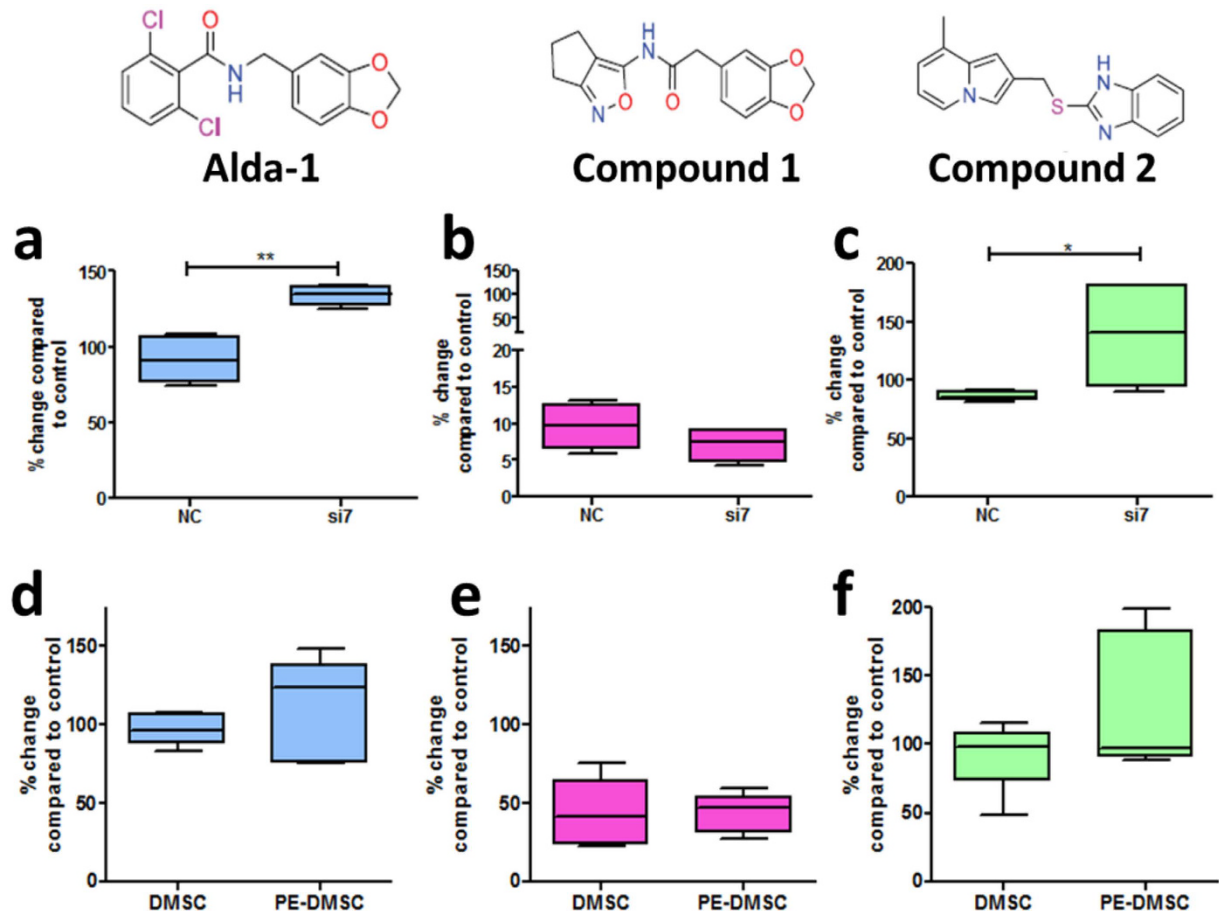 Cl
O
N
H
O
O
Cl
Alda-1
NH
O
N
O
O
O
Compound 1
N
S
H
N
N
Compound 2
a
% change compared
to control
150
100
50
0
**
NC
si7
b
% change
compared to control
150
100
50
20
15
10
5
0
NC
si7
c
% change
compared to control
200
150
100
50
0
*
NC
si7
d
% change
compared to control
150
100
50
0
DMSC
PE-DMSC
e
% change
compared to control
150
100
50
0
DMSC
PE-DMSC
f
% change
compared to control
200
150
100
50
0
DMSC
PE-DMSC